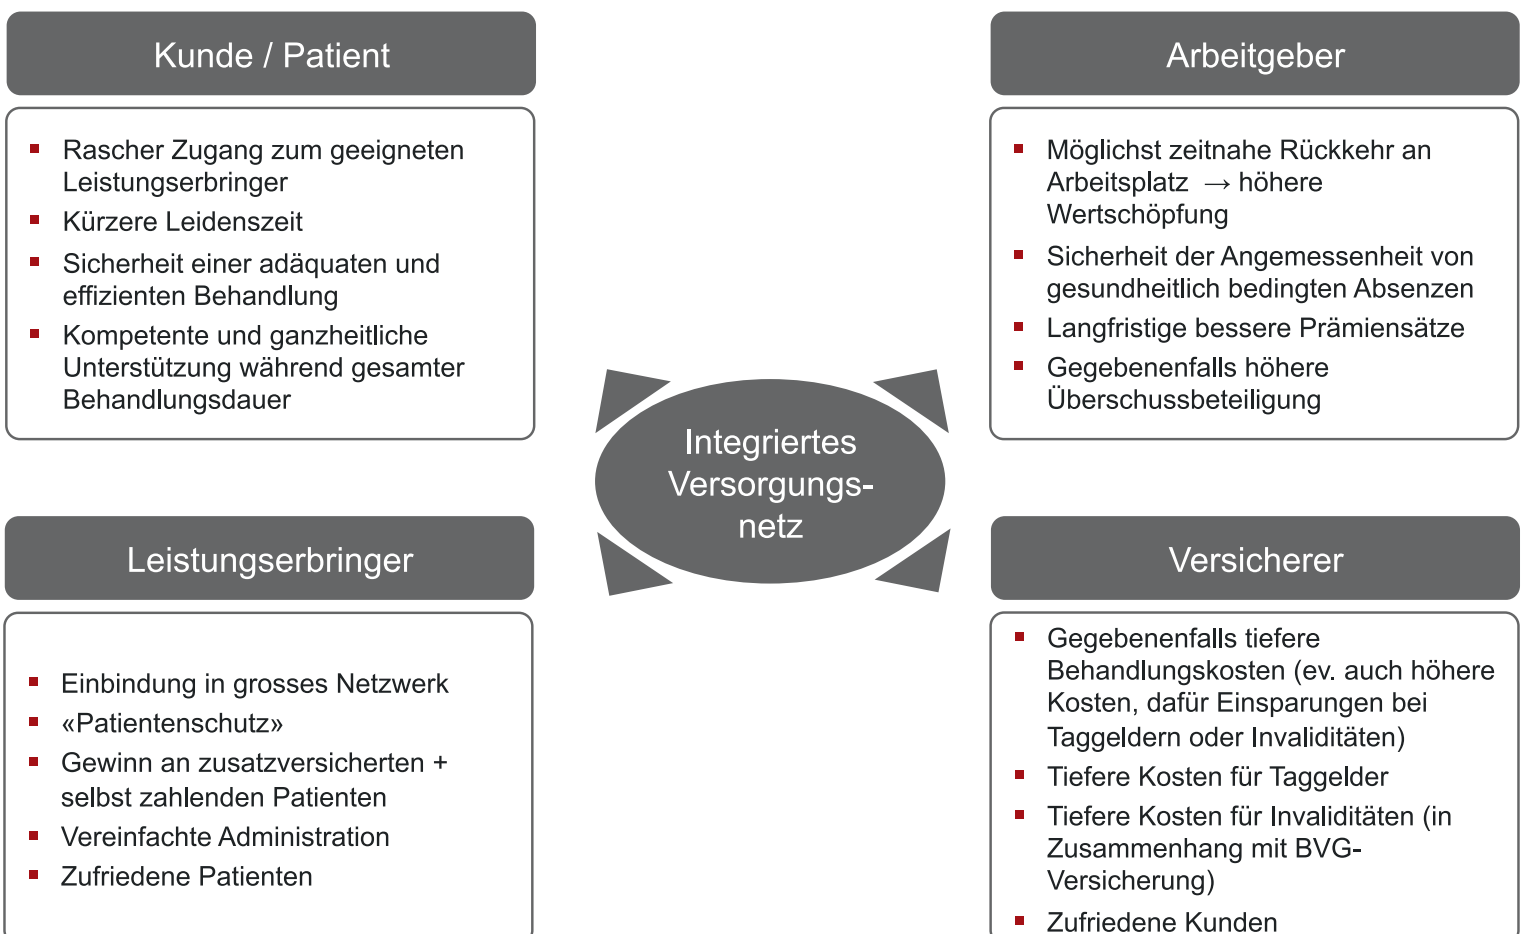 Kunde / Patient
▪ Rascher Zugang zum geeigneten
Leistungserbringer
▪ Kürzere Leidenszeit
▪ Sicherheit einer adäquaten und
effizienten Behandlung
▪ Kompetente und ganzheitliche
Unterstützung während gesamter
Behandlungsdauer
Arbeitgeber
▪ Möglichst zeitnahe Rückkehr an
Arbeitsplatz → höhere
Wertschöpfung
▪ Sicherheit der Angemessenheit von
gesundheitlich bedingten Absenzen
▪ Langfristige bessere Prämiensätze
▪ Gegebenenfalls höhere
Überschussbeteiligung
Integriertes
Versorgungs-
netz
Leistungserbringer
▪ Einbindung in grosses Netzwerk
▪ «Patientenschutz»
▪ Gewinn an zusatzversicherten +
selbst zahlenden Patienten
▪ Vereinfachte Administration
▪ Zufriedene Patienten
Versicherer
▪ Gegebenenfalls tiefere
Behandlungskosten (ev. auch höhere
Kosten, dafür Einsparungen bei
Taggeldern oder Invaliditäten)
▪ Tiefere Kosten für Taggelder
▪ Tiefere Kosten für Invaliditäten (in
Zusammenhang mit BVG-
Versicherung)
▪ Zufriedene Kunden